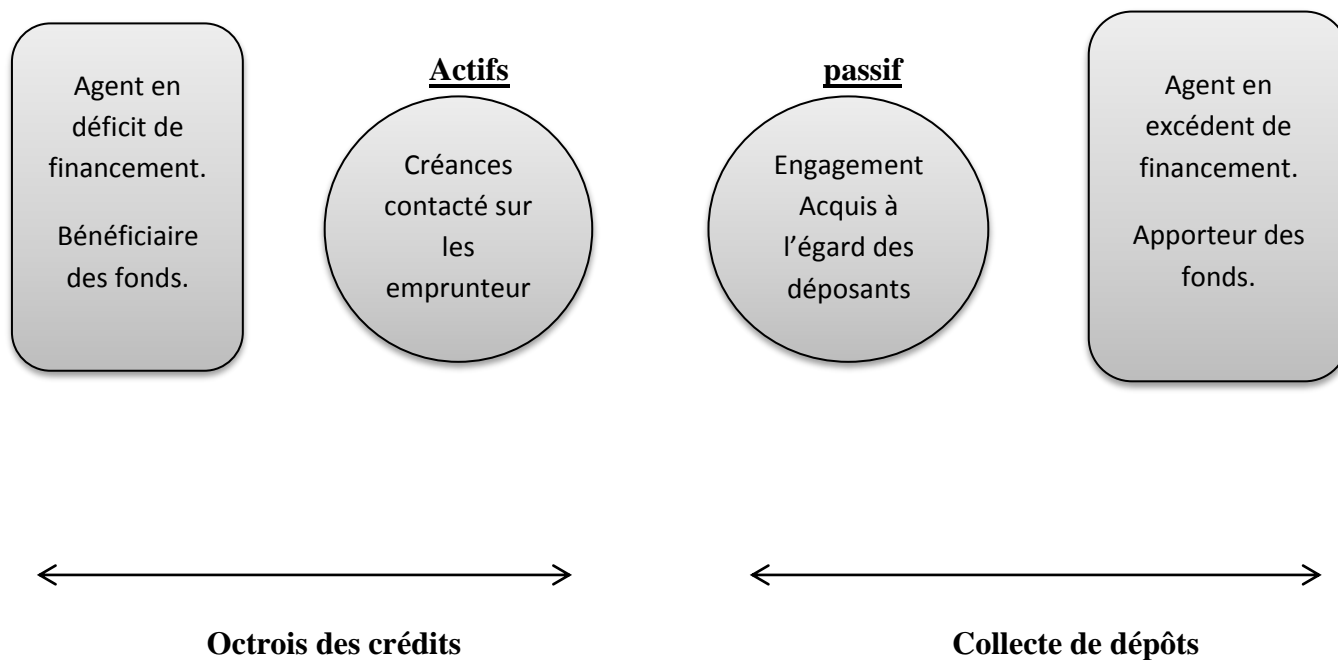 Agent en
déficit de
financement.
Bénéficiaire
des fonds.
Actifs
Créances
contacté sur
les
emprunteur
passif
Engagement
Acquis à
l’égard des
déposants
Agent en
excédent de
financement.
Apporteur des
fonds.
Octrois des crédits
Collecte de dépôts